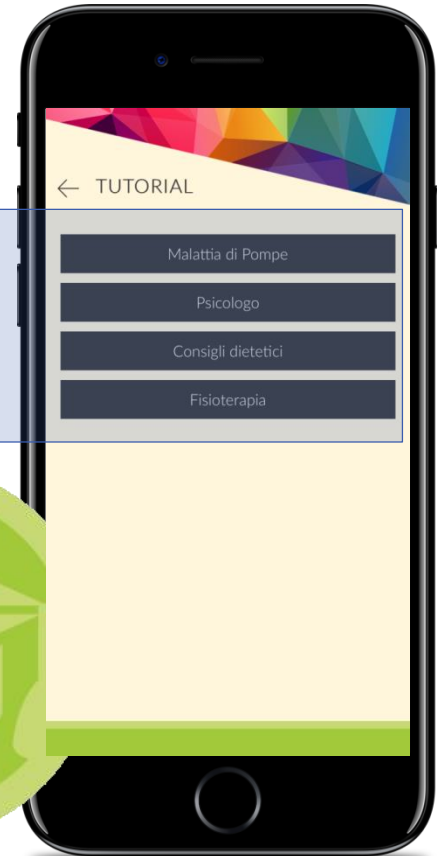 ← TUTORIAL
Malattia di Pompe
Psicologo
Consigli dietetici
Fisioterapia